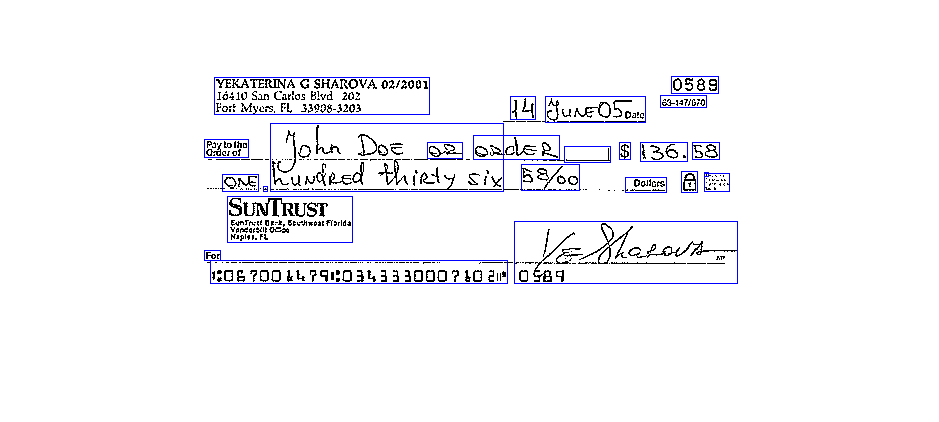 YEKATERINA G SHAROVA 02/2001 0589
16410 San Carlos Blvd 202 63-147/670
Fort Myers, FL 33908-3203
14 JUNE 05 Date
Pay to the Order of John DOE OR ORDER $ 136.58
ONE hundred thirty six 58/00 Dollars
SUNTRUST
SunTrust Bank, Southwest Florida
Vanderbilt Office
Naples, FL
YE Sharova
For MP
⑆067001479⑆0343330007102⑈ 0589